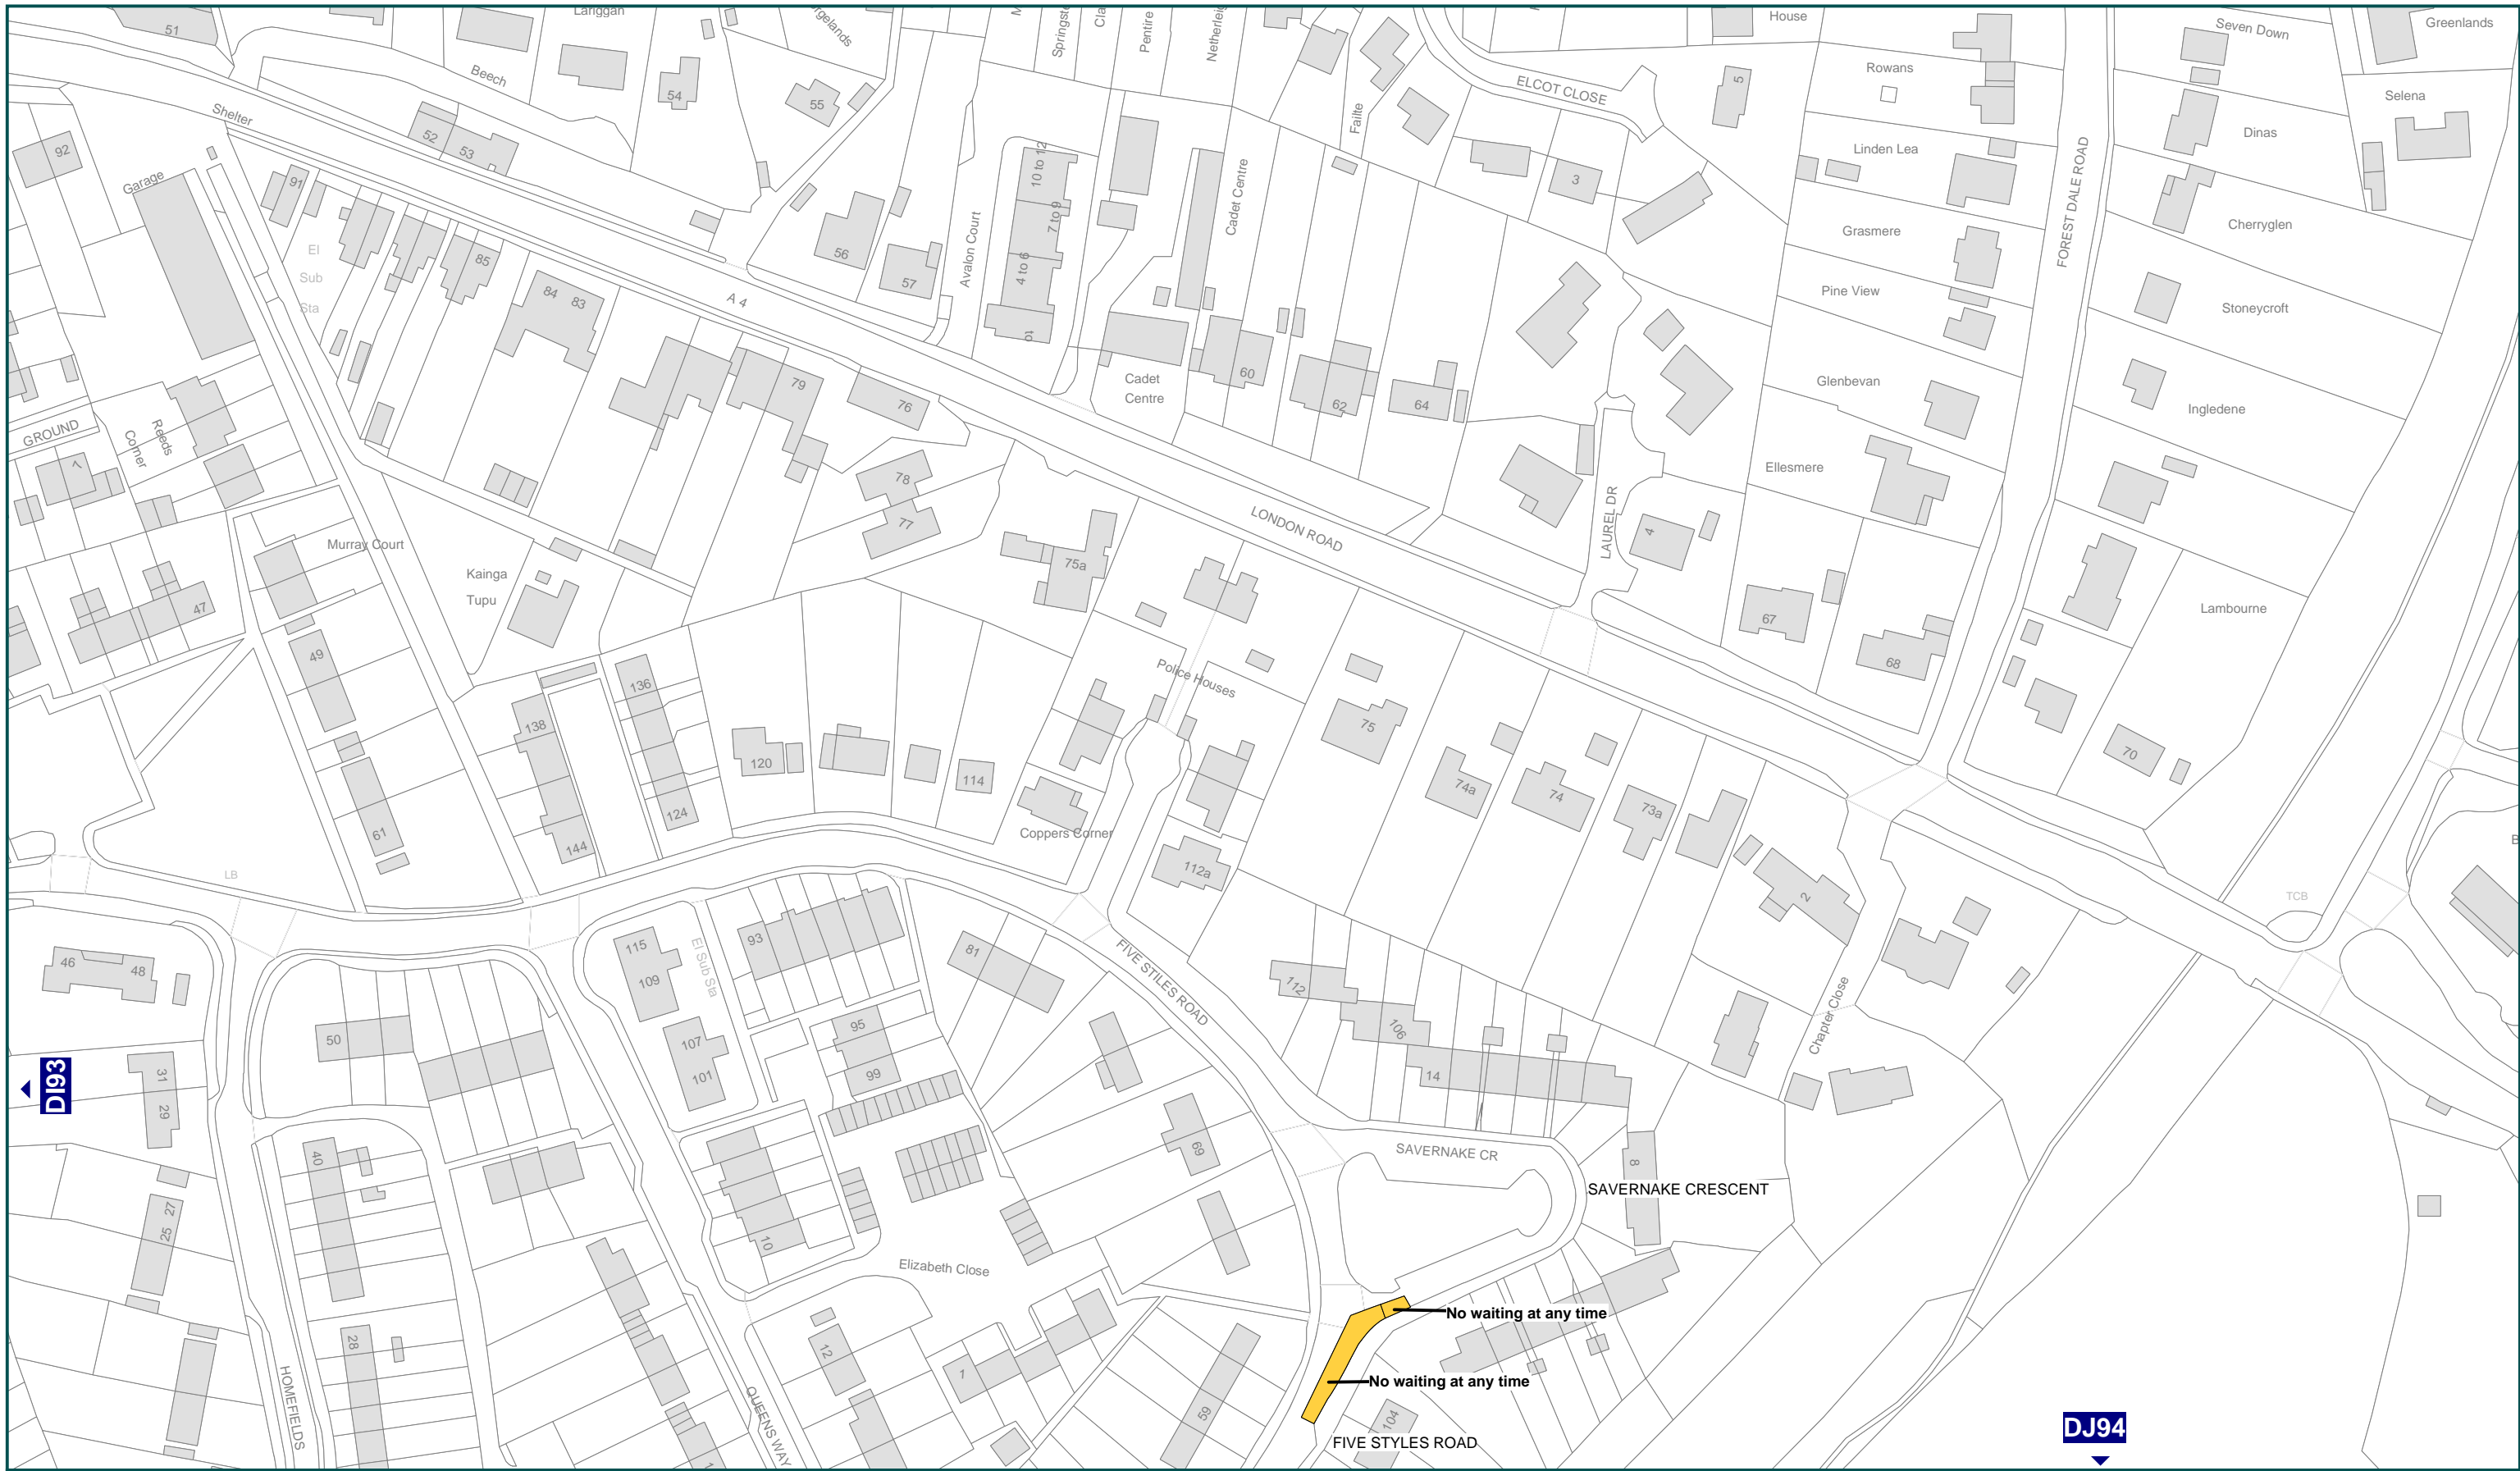 51
Lariggan
Beech
54
55
52
53
Shelter
92
Garage
91
El
Sub
Sta
85
84
83
A 4
56
57
Avalon Court
10 to 12
7 to 9
4 to 6
Pentire
Cadet Centre
Cadet
Centre
60
62
64
Failte
ELCOT CLOSE
3
5
House
Rowans
Linden Lea
Grasmere
Pine View
Glenbevan
Ellesmere
FOREST DALE ROAD
Seven Down
Greenlands
Selena
Dinas
Cherryglen
Stoneycroft
Ingledene
Lambourne
79
76
78
77
75a
GROUND
Reeds
Corner
7
47
Murray Court
Kainga
Tupu
49
61
LONDON ROAD
LAUREL DR
4
67
68
70
Police Houses
136
138
144
124
120
114
Coppers Corner
112a
75
74a
74
73a
2
LB
TCB
46
48
115
109
El Sub Sta
93
81
FIVE STILES ROAD
112
106
14
Chapter Close
50
107
101
95
99
31
29
DI93
40
27
25
10
69
SAVERNAKE CR
8
SAVERNAKE CRESCENT
Elizabeth Close
No waiting at any time
No waiting at any time
28
12
1
59
104
HOMEFIELDS
QUEENS WAY
FIVE STYLES ROAD
DJ94